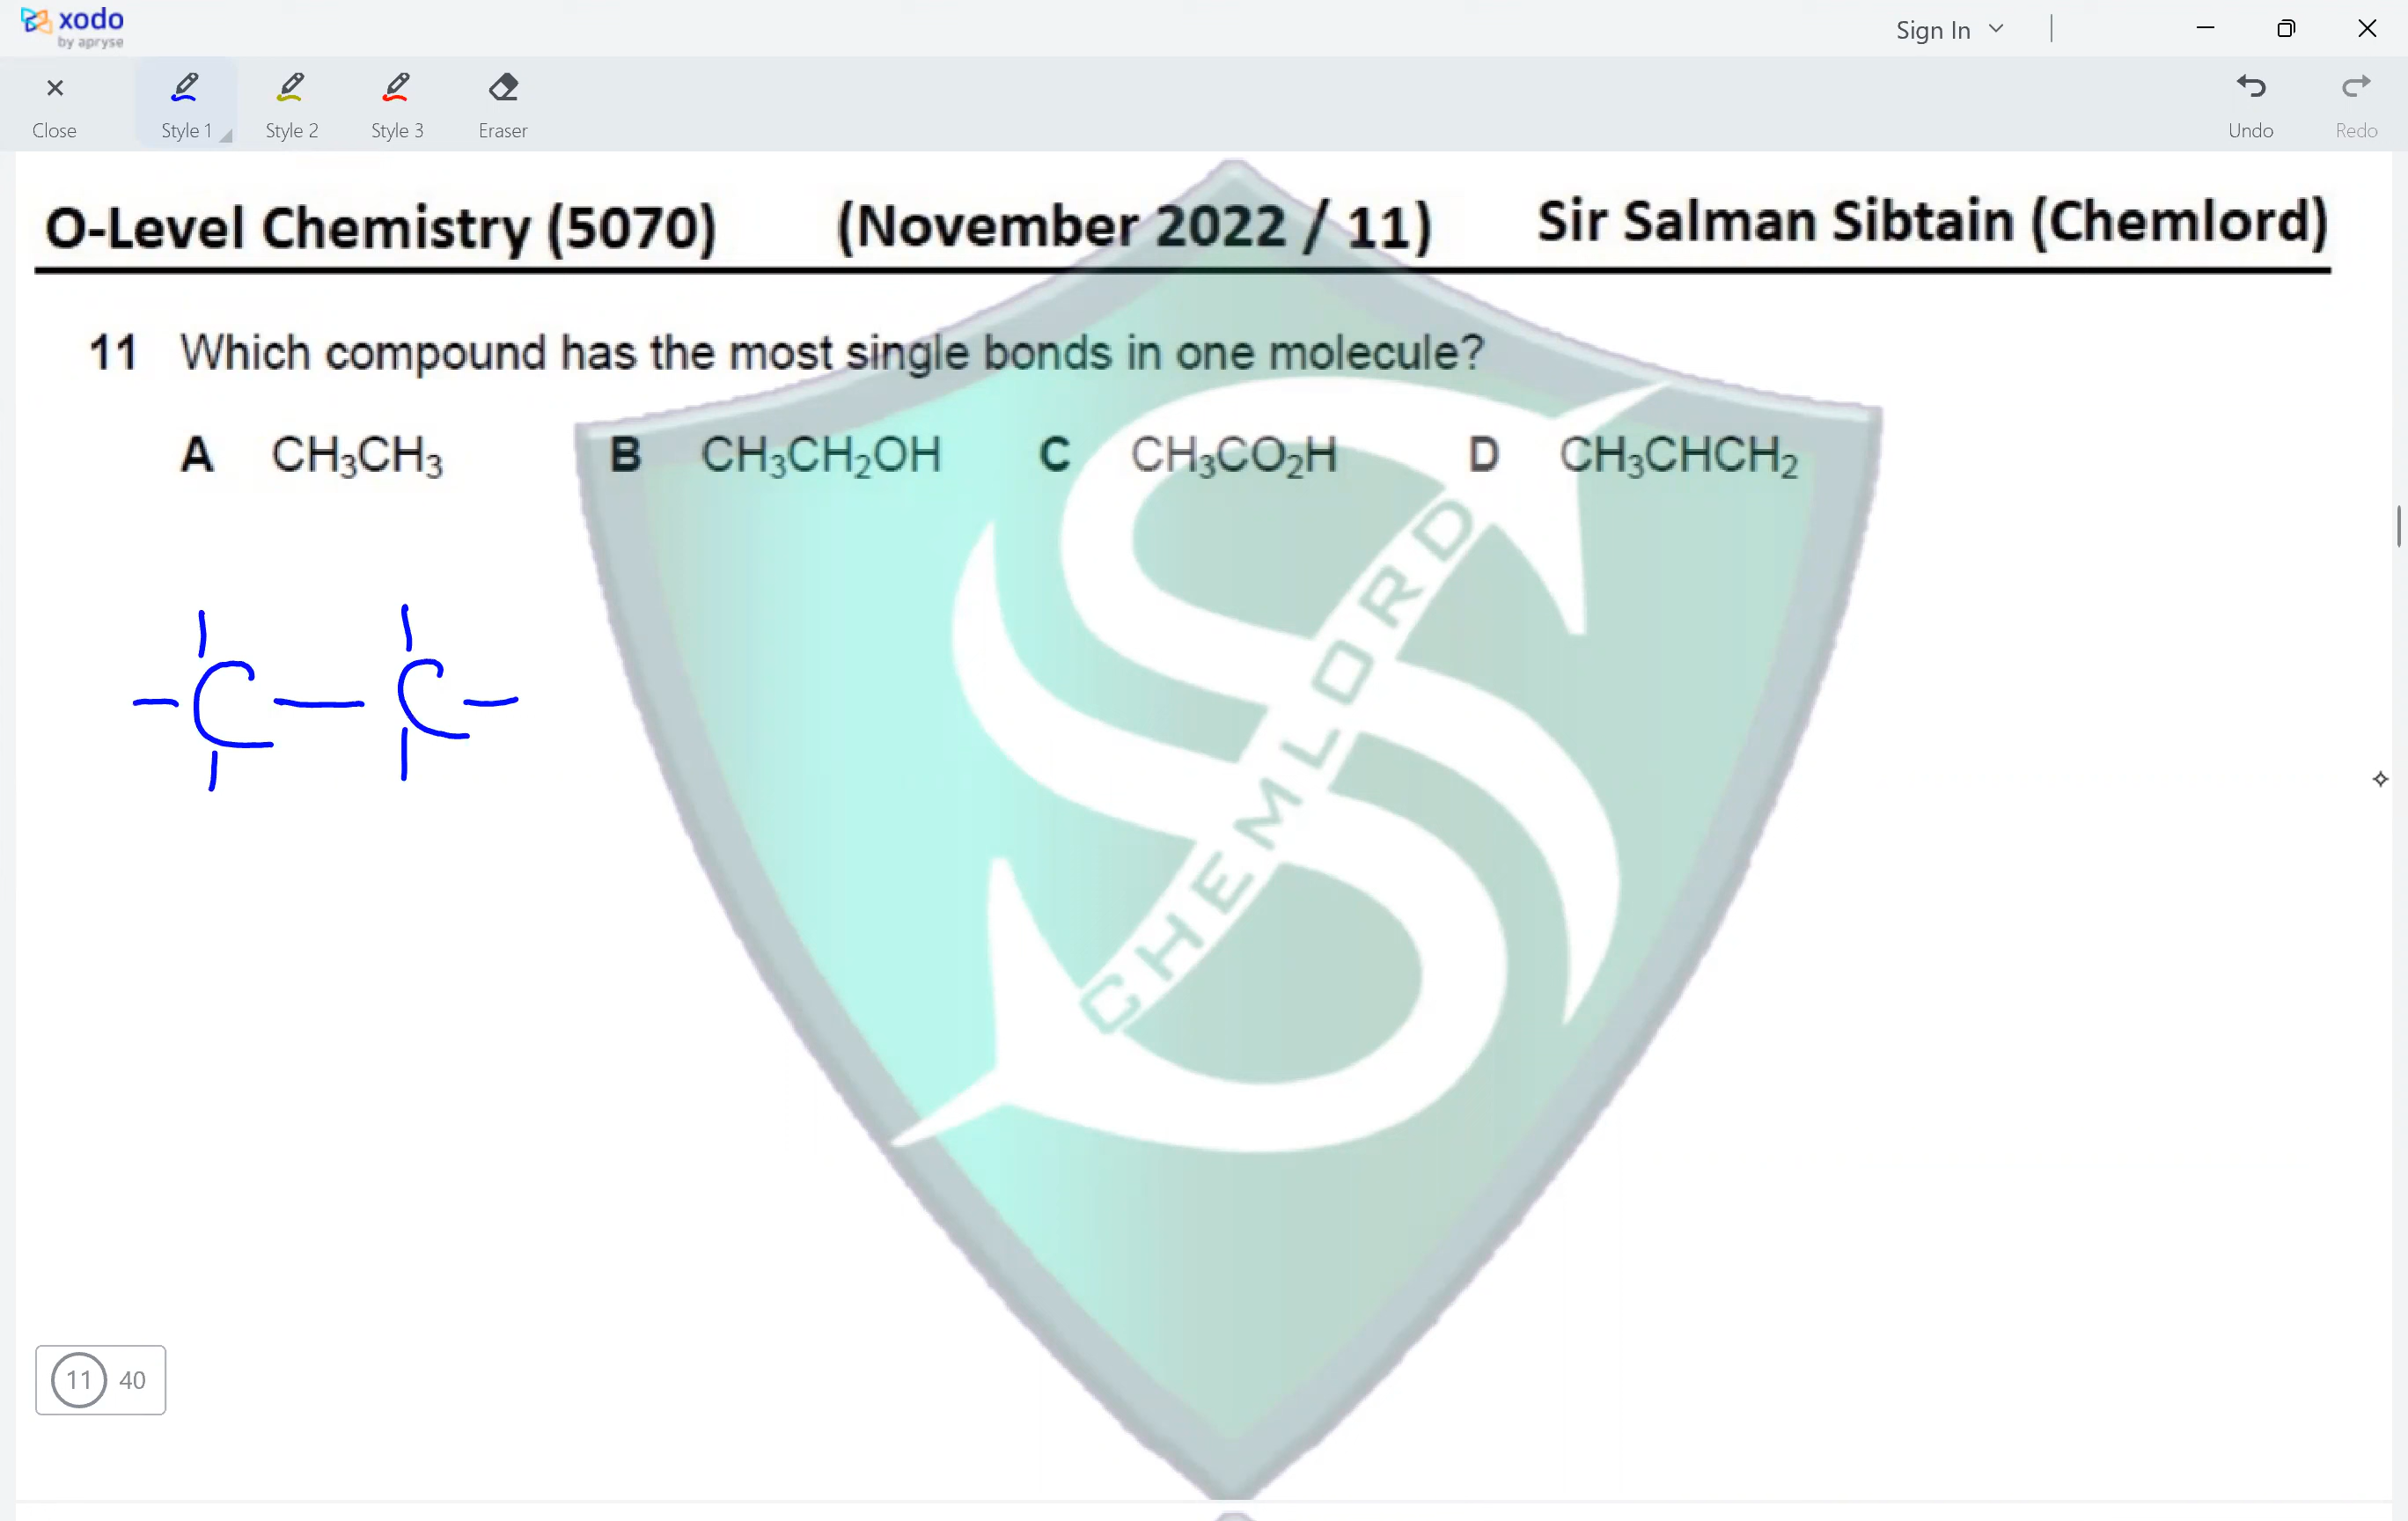 xodo
by apryse
Sign In
Close
Style 1
Style 2
Style 3
Eraser
Undo
Redo
O-Level Chemistry (5070) (November 2022 / 11) Sir Salman Sibtain (Chemlord)
11 Which compound has the most single bonds in one molecule?
A CH₃CH₃ B CH₃CH₂OH C CH₃CO₂H D CH₃CHCH₂
C — C
CHEMLORD
11 40